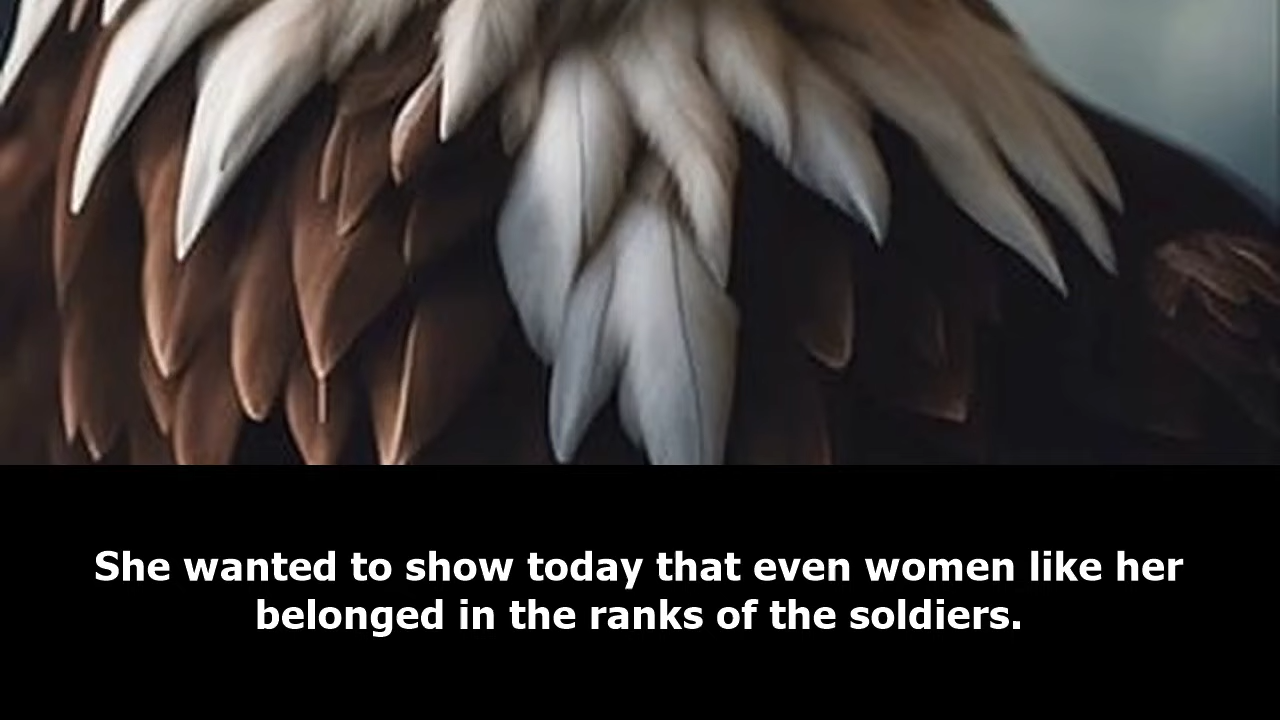 She wanted to show today that even women like her
belonged in the ranks of the soldiers.